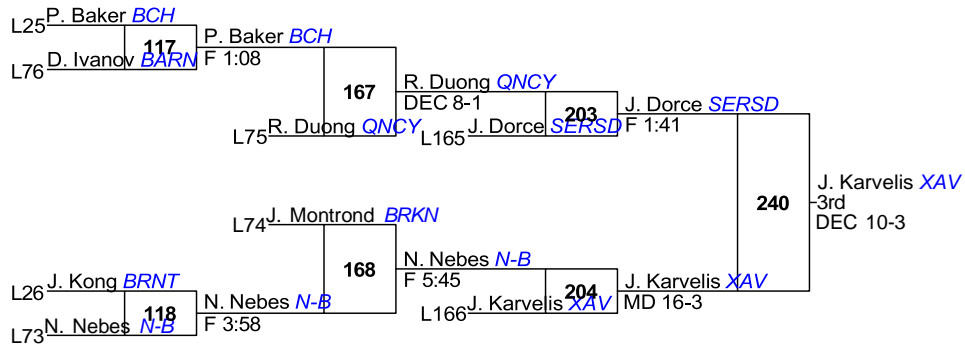 L25 P. Baker BCH
117
L76 D. Ivanov BARN
P. Baker BCH
F 1:08
167
L75 R. Duong QNCY
R. Duong QNCY
DEC 8-1
203
L165 J. Dorce SERSD
J. Dorce SERSD
F 1:41
240
J. Karvelis XAV
3rd
DEC 10-3
L74 J. Montrond BRKN
168
L26 J. Kong BRNT
118
L73 N. Nebes N-B
N. Nebes N-B
F 3:58
N. Nebes N-B
F 5:45
204
L166 J. Karvelis XAV
J. Karvelis XAV
MD 16-3